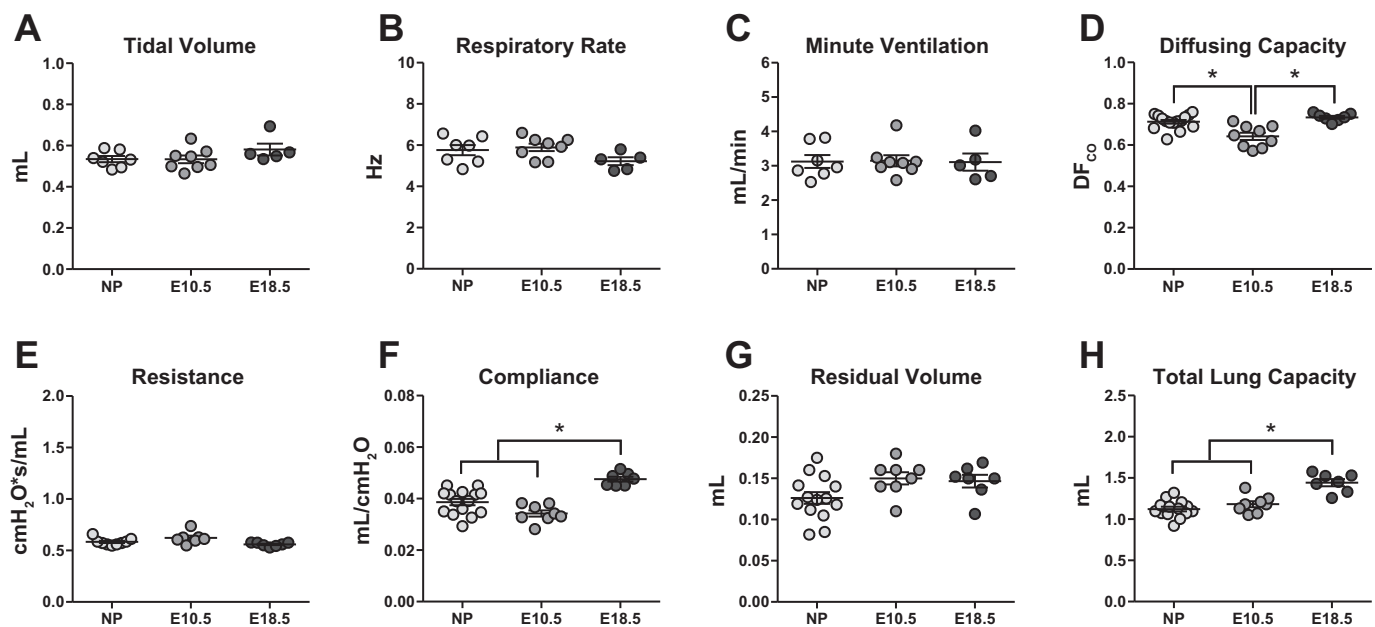 A
Tidal Volume
mL
1.0
0.8
0.6
0.4
0.2
0.0
NP E10.5 E18.5
B
Respiratory Rate
Hz
10
8
6
4
2
0
NP E10.5 E18.5
C
Minute Ventilation
mL/min
6
5
4
3
2
1
0
NP E10.5 E18.5
D
Diffusing Capacity
DF_CO
1.0
0.8
0.6
0.4
0.2
0.0
* *
NP E10.5 E18.5
E
Resistance
cmH₂O*s/mL
2.0
1.5
1.0
0.5
0.0
NP E10.5 E18.5
F
Compliance
mL/cmH₂O
0.08
0.06
0.04
0.02
0.00
*
NP E10.5 E18.5
G
Residual Volume
mL
0.25
0.20
0.15
0.10
0.05
0.00
NP E10.5 E18.5
H
Total Lung Capacity
mL
2.5
2.0
1.5
1.0
0.5
0.0
*
NP E10.5 E18.5